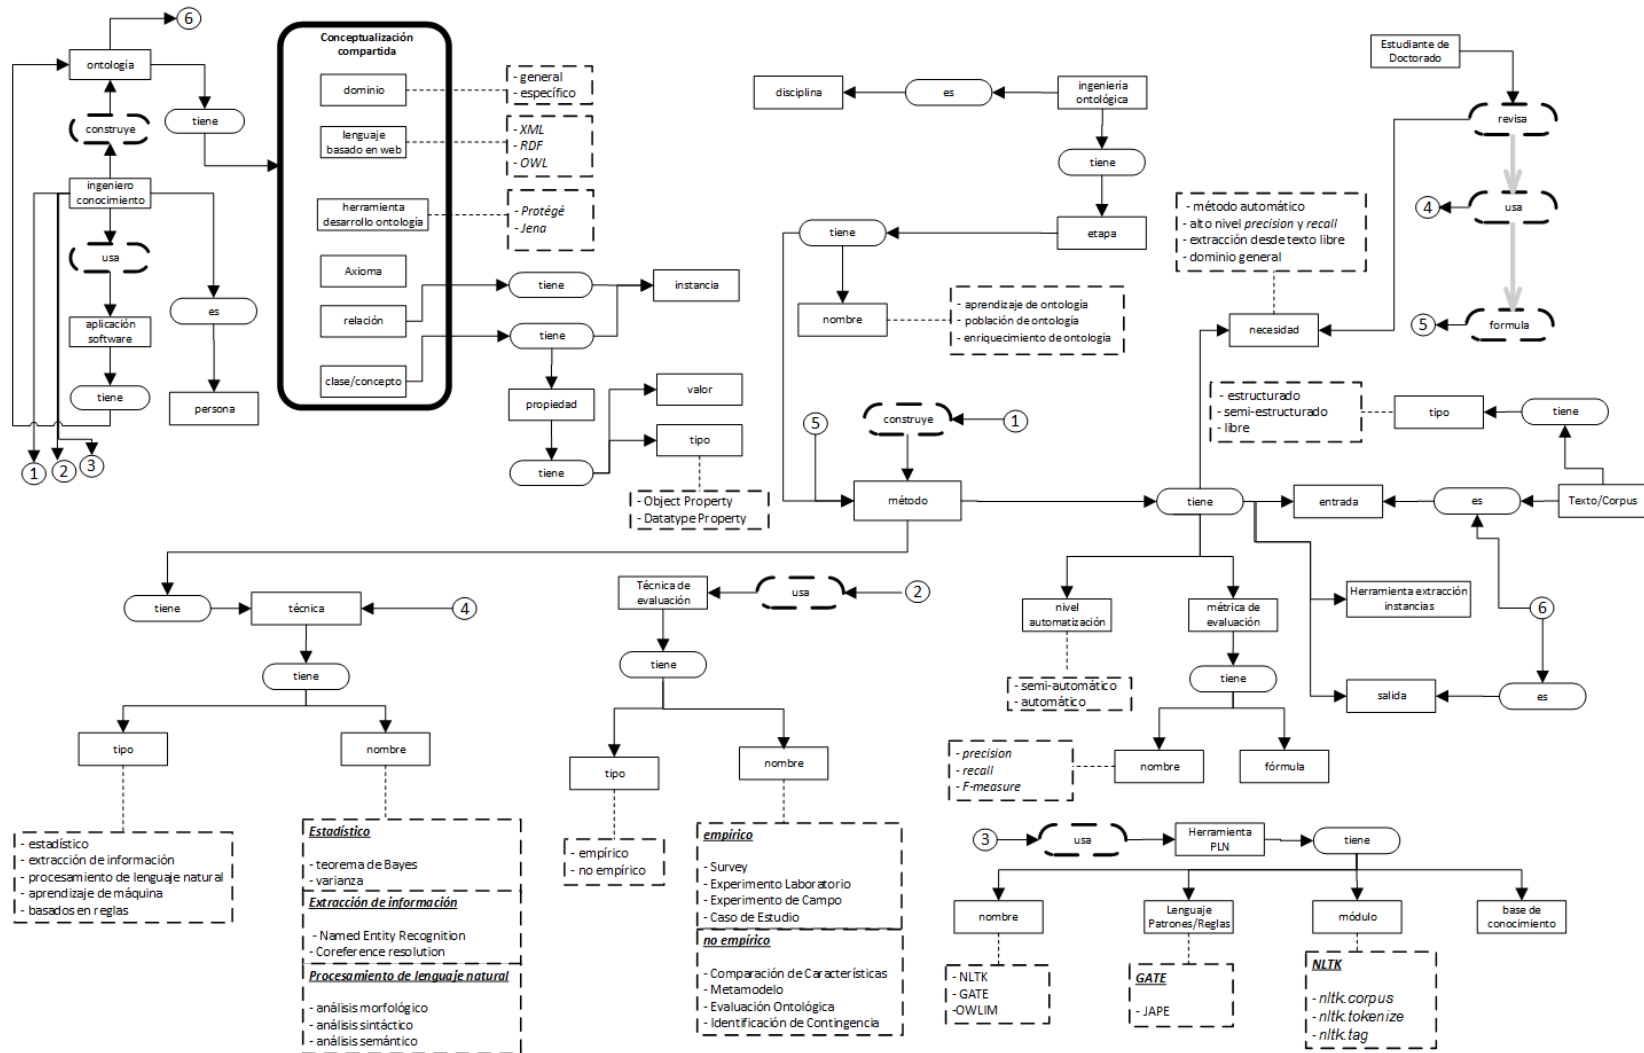 6
ontología
construye
tiene
ingeniero
conocimiento
usa
es
aplicación
software
tiene
persona
1
2
3
Conceptualización
compartida
dominio
- general
- específico
lenguaje
basado en web
- XML
- RDF
- OWL
herramienta
desarrollo ontología
- Protégé
- Jena
Axioma
relación
tiene
instancia
clase/concepto
tiene
propiedad
valor
tipo
tiene
- Object Property
- Datatype Property
disciplina
es
ingeniería
ontológica
tiene
etapa
tiene
nombre
- aprendizaje de ontología
- población de ontología
- enriquecimiento de ontología
Estudiante de
Doctorado
revisa
4
usa
5
formula
- método automático
- alto nivel precision y recall
- extracción desde texto libre
- dominio general
necesidad
- estructurado
- semi-estructurado
- libre
tipo
tiene
5
construye
1
método
tiene
entrada
es
Texto/Corpus
tiene
técnica
4
tiene
tipo
nombre
- estadístico
- extracción de información
- procesamiento de lenguaje natural
- aprendizaje de máquina
- basados en reglas
Estadístico
- teorema de Bayes
- varianza
Extracción de información
- Named Entity Recognition
- Coreference resolution
Procesamiento de lenguaje natural
- análisis morfológico
- análisis sintáctico
- análisis semántico
Técnica de
evaluación
usa
2
tiene
tipo
nombre
- empírico
- no empírico
empírico
- Survey
- Experimento Laboratorio
- Experimento de Campo
- Caso de Estudio
no empírico
- Comparación de Características
- Metamodelo
- Evaluación Ontológica
- Identificación de Contingencia
nivel
automatización
métrica de
evaluación
Herramienta extracción
instancias
6
- semi-automático
- automático
tiene
salida
es
- precision
- recall
- F-measure
nombre
fórmula
3
usa
Herramienta
PLN
tiene
nombre
Lenguaje
Patrones/Reglas
módulo
base de
conocimiento
- NLTK
- GATE
-OWLIM
GATE
- JAPE
NLTK
- nltk.corpus
- nltk.tokenize
- nltk.tag